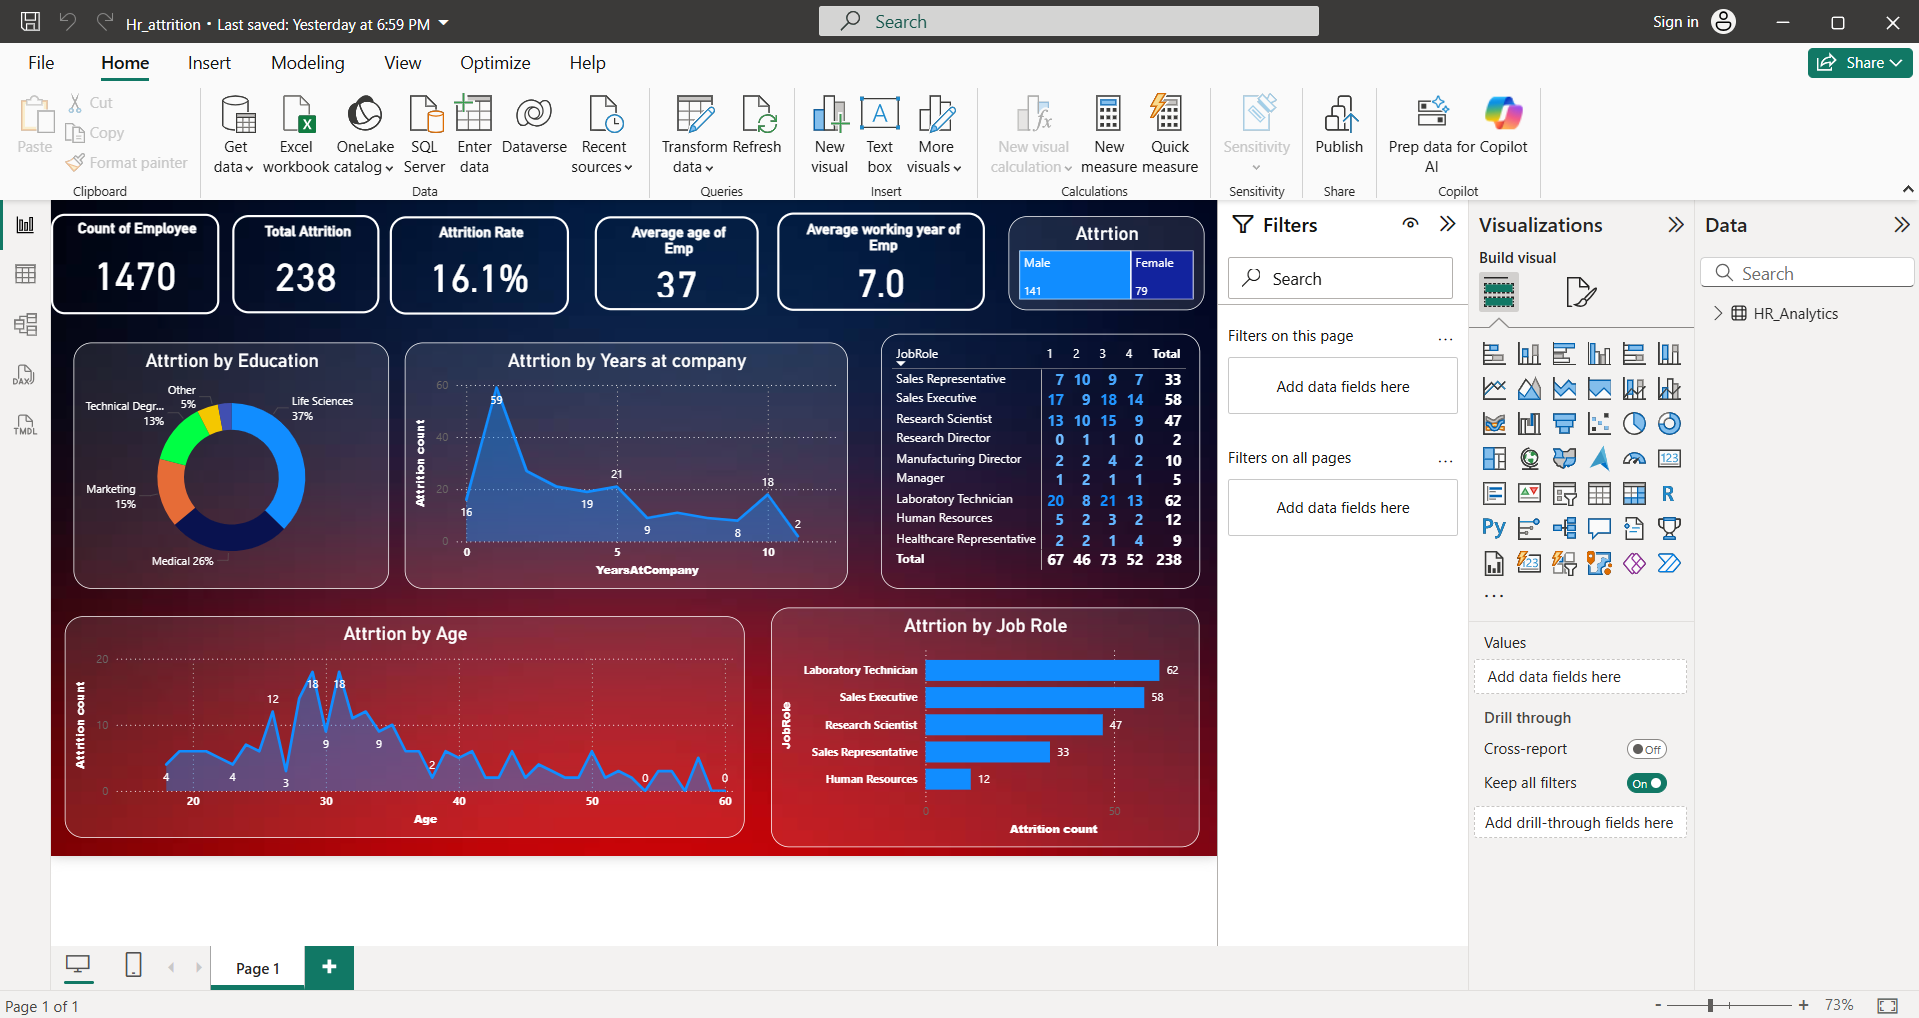 Hr_attrition • Last saved: Yesterday at 6:59 PM
Search
Sign in
File Home Insert Modeling View Optimize Help
Share
Paste
Cut
Copy
Format painter
Clipboard
Get data
Excel workbook
OneLake catalog
SQL Server
Enter data
Dataverse
Recent sources
Data
Transform data
Refresh
Queries
New visual
Text box
More visuals
Insert
New visual calculation
New measure
Quick measure
Calculations
Sensitivity
Sensitivity
Publish
Share
Prep data for AI
Copilot
Copilot
DAX
TMDL
Count of Employee
1470
Total Attrition
238
Attrition Rate
16.1%
Average age of
Emp
37
Average working year of
Emp
7.0
Attrtion
Male
141
Female
79
Attrtion by Education
Other
5%
Technical Degr...
13%
Life Sciences
37%
Marketing
15%
Medical 26%
Attrtion by Years at company
Attrition count
60
40
20
0
59
16
19
21
9
8
18
2
0 5 10
YearsAtCompany
JobRole 1 2 3 4 Total
Sales Representative 7 10 9 7 33
Sales Executive 17 9 18 14 58
Research Scientist 13 10 15 9 47
Research Director 0 1 1 0 2
Manufacturing Director 2 2 4 2 10
Manager 1 2 1 1 5
Laboratory Technician 20 8 21 13 62
Human Resources 5 2 3 2 12
Healthcare Representative 2 2 1 4 9
Total 67 46 73 52 238
Attrtion by Age
Attrition count
20
10
0
4
4
12
3
18
9
18
9
2
0
0
20 30 40 50 60
Age
Attrtion by Job Role
JobRole
Laboratory Technician 62
Sales Executive 58
Research Scientist 47
Sales Representative 33
Human Resources 12
0 50
Attrition count
Filters
Search
Filters on this page ...
Add data fields here
Filters on all pages ...
Add data fields here
Visualizations
Build visual
123
R
Py
123
...
Values
Add data fields here
Drill through
Cross-report Off
Keep all filters On
Add drill-through fields here
Data
Search
HR_Analytics
Page 1
+
Page 1 of 1
- + 73%